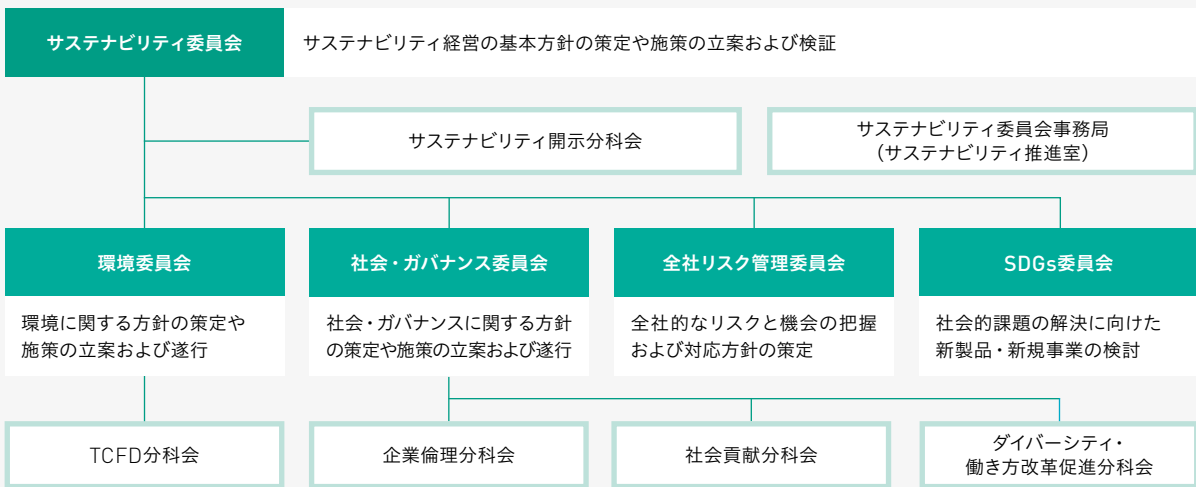 サステナビリティ委員会
サステナビリティ経営の基本方針の策定や施策の立案および検証
サステナビリティ開示分科会
サステナビリティ委員会事務局
（サステナビリティ推進室）
環境委員会
環境に関する方針の策定や
施策の立案および遂行
社会・ガバナンス委員会
社会・ガバナンスに関する方針
の策定や施策の立案および遂行
全社リスク管理委員会
全社的なリスクと機会の把握
および対応方針の策定
SDGs委員会
社会的課題の解決に向けた
新製品・新規事業の検討
TCFD分科会
企業倫理分科会
社会貢献分科会
ダイバーシティ・
働き方改革促進分科会